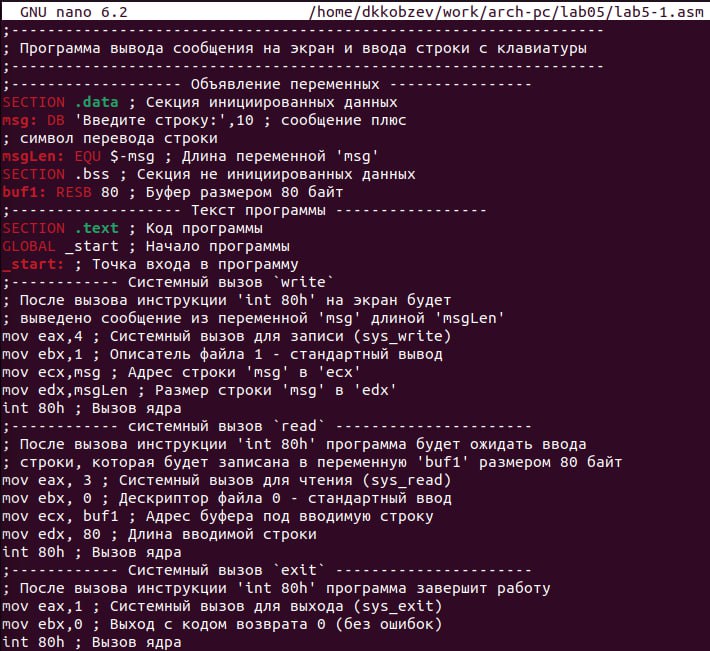 GNU nano 6.2 /home/dkkobzev/work/arch-pc/lab05/lab5-1.asm
;------------------------------------------------------------------
; Программа вывода сообщения на экран и ввода строки с клавиатуры
;------------------------------------------------------------------
;------------------- Объявление переменных ----------------
SECTION .data ; Секция инициированных данных
msg: DB 'Введите строку:',10 ; сообщение плюс
; символ перевода строки
msgLen: EQU $-msg ; Длина переменной 'msg'
SECTION .bss ; Секция не инициированных данных
buf1: RESB 80 ; Буфер размером 80 байт
;------------------- Текст программы -----------------
SECTION .text ; Код программы
GLOBAL _start ; Начало программы
_start: ; Точка входа в программу
;------------ Cистемный вызов `write`
; После вызова инструкции 'int 80h' на экран будет
; выведено сообщение из переменной 'msg' длиной 'msgLen'
mov eax,4 ; Системный вызов для записи (sys_write)
mov ebx,1 ; Описатель файла 1 - стандартный вывод
mov ecx,msg ; Адрес строки 'msg' в 'ecx'
mov edx,msgLen ; Размер строки 'msg' в 'edx'
int 80h ; Вызов ядра
;------------ системный вызов `read` ----------------------
; После вызова инструкции 'int 80h' программа будет ожидать ввода
; строки, которая будет записана в переменную 'buf1' размером 80 байт
mov eax, 3 ; Системный вызов для чтения (sys_read)
mov ebx, 0 ; Дескриптор файла 0 - стандартный ввод
mov ecx, buf1 ; Адрес буфера под вводимую строку
mov edx, 80 ; Длина вводимой строки
int 80h ; Вызов ядра
;------------ Системный вызов `exit` ----------------------
; После вызова инструкции 'int 80h' программа завершит работу
mov eax,1 ; Системный вызов для выхода (sys_exit)
mov ebx,0 ; Выход с кодом возврата 0 (без ошибок)
int 80h ; Вызов ядра